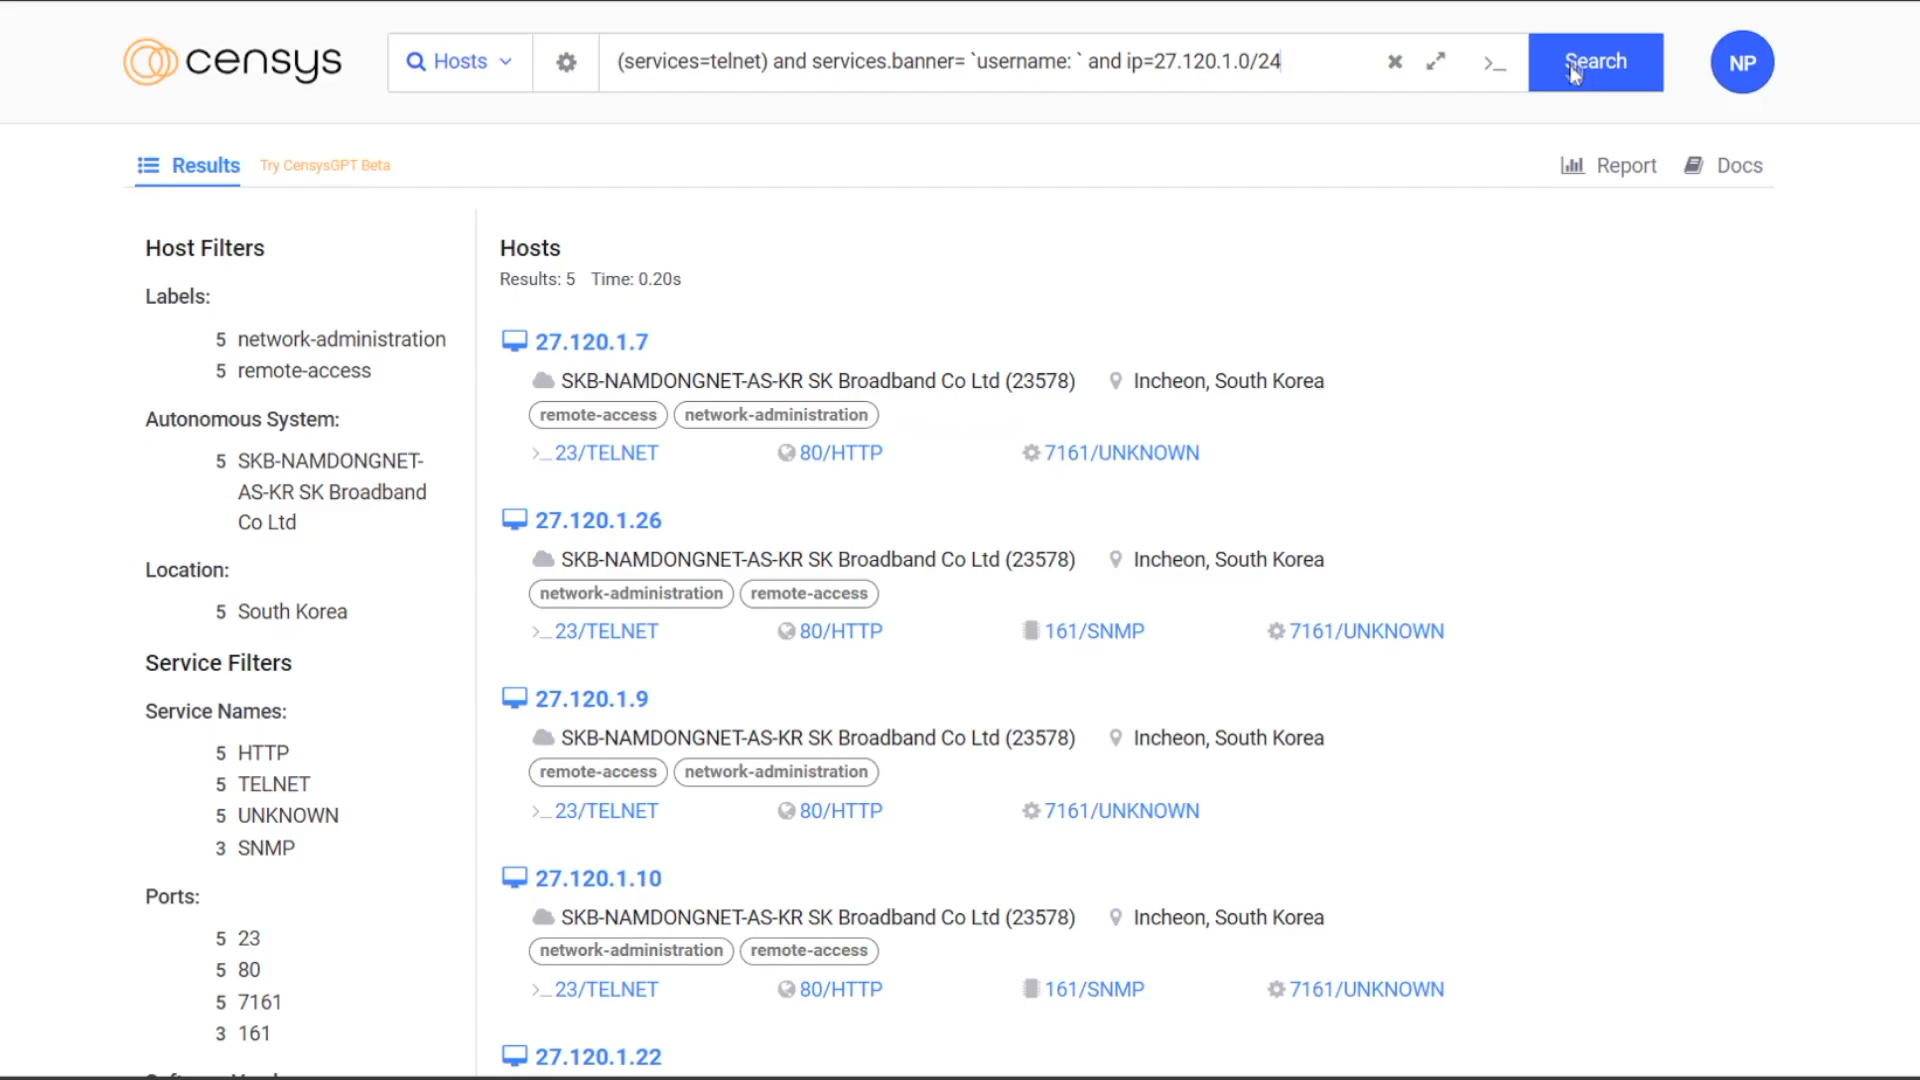 censys
Hosts
(services=telnet) and services.banner= `username: ` and ip=27.120.1.0/24
Search
NP
Results
Try CensysGPT Beta
Report
Docs
Host Filters
Labels:
5 network-administration
5 remote-access
Autonomous System:
5 SKB-NAMDONGNET-
AS-KR SK Broadband
Co Ltd
Location:
5 South Korea
Service Filters
Service Names:
5 HTTP
5 TELNET
5 UNKNOWN
3 SNMP
Ports:
5 23
5 80
5 7161
3 161
Hosts
Results: 5 Time: 0.20s
27.120.1.7
SKB-NAMDONGNET-AS-KR SK Broadband Co Ltd (23578) Incheon, South Korea
remote-access network-administration
>_ 23/TELNET 80/HTTP 7161/UNKNOWN
27.120.1.26
SKB-NAMDONGNET-AS-KR SK Broadband Co Ltd (23578) Incheon, South Korea
network-administration remote-access
>_ 23/TELNET 80/HTTP 161/SNMP 7161/UNKNOWN
27.120.1.9
SKB-NAMDONGNET-AS-KR SK Broadband Co Ltd (23578) Incheon, South Korea
remote-access network-administration
>_ 23/TELNET 80/HTTP 7161/UNKNOWN
27.120.1.10
SKB-NAMDONGNET-AS-KR SK Broadband Co Ltd (23578) Incheon, South Korea
network-administration remote-access
>_ 23/TELNET 80/HTTP 161/SNMP 7161/UNKNOWN
27.120.1.22